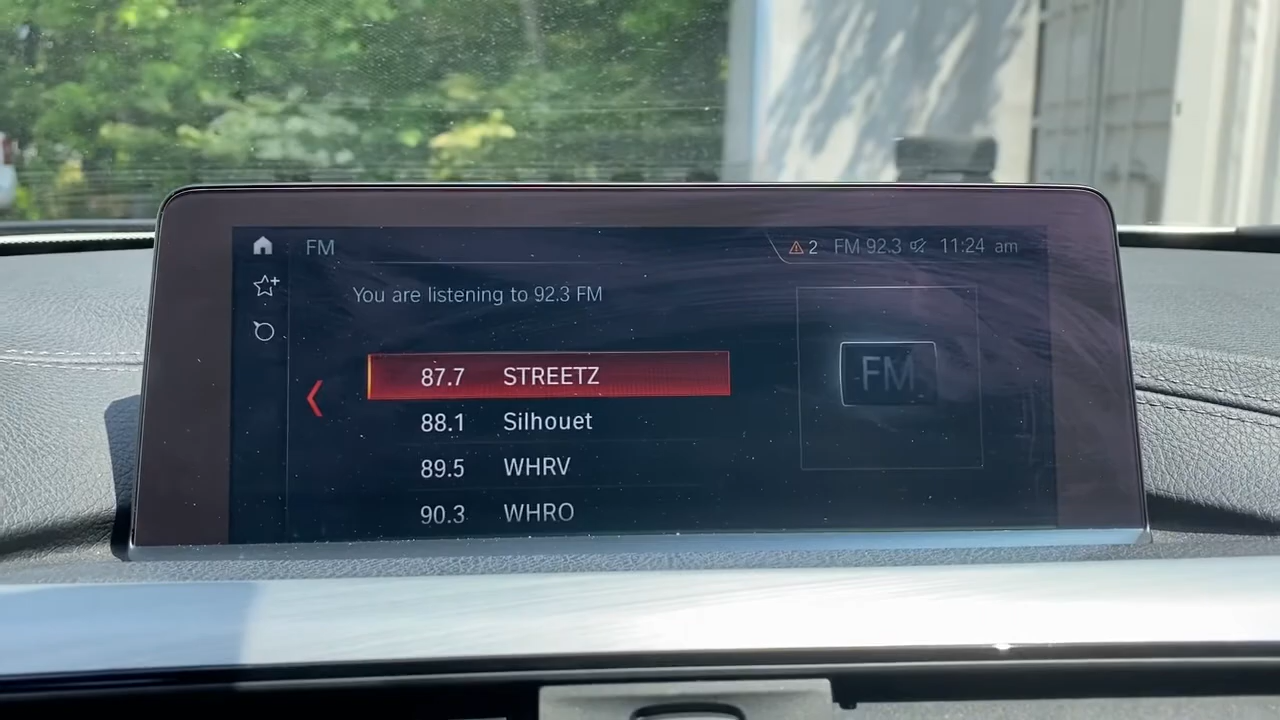 FM
2 FM 92.3 11:24 am
You are listening to 92.3 FM
FM
87.7 STREETZ
88.1 Silhouet
89.5 WHRV
90.3 WHRO